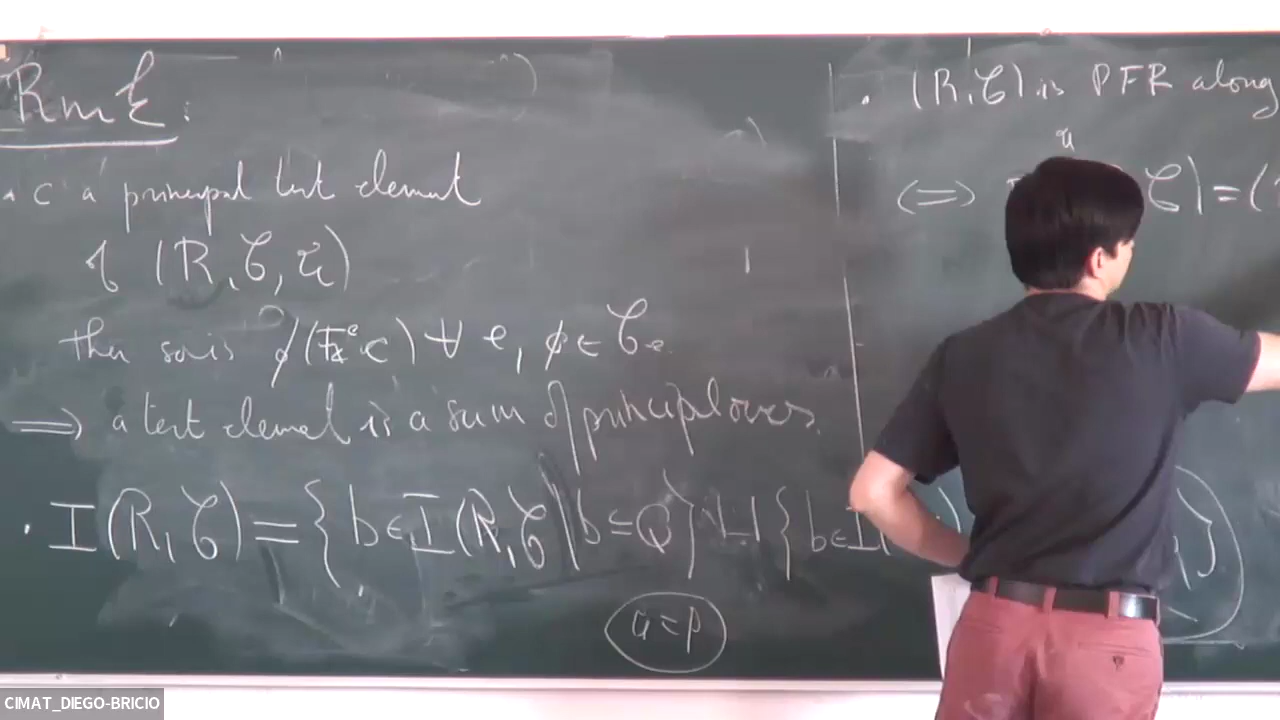 Rmk:
• c a principal test element
of (R, 𝒞, 𝔞)
then so is φ(F^e_* c) ∀ e, φ ∈ 𝒞_e.
⟹ a test element is a sum of principal ones.
• I(R, 𝒞) = { b ∈ I(R, 𝒞) | b ⊆ Q } ⊔ { b ∈ I(
𝔞 = p
• (R, 𝒞) is PFR along
𝔞
⟺ 𝒞) = (
CIMAT_DIEGO-BRICIO